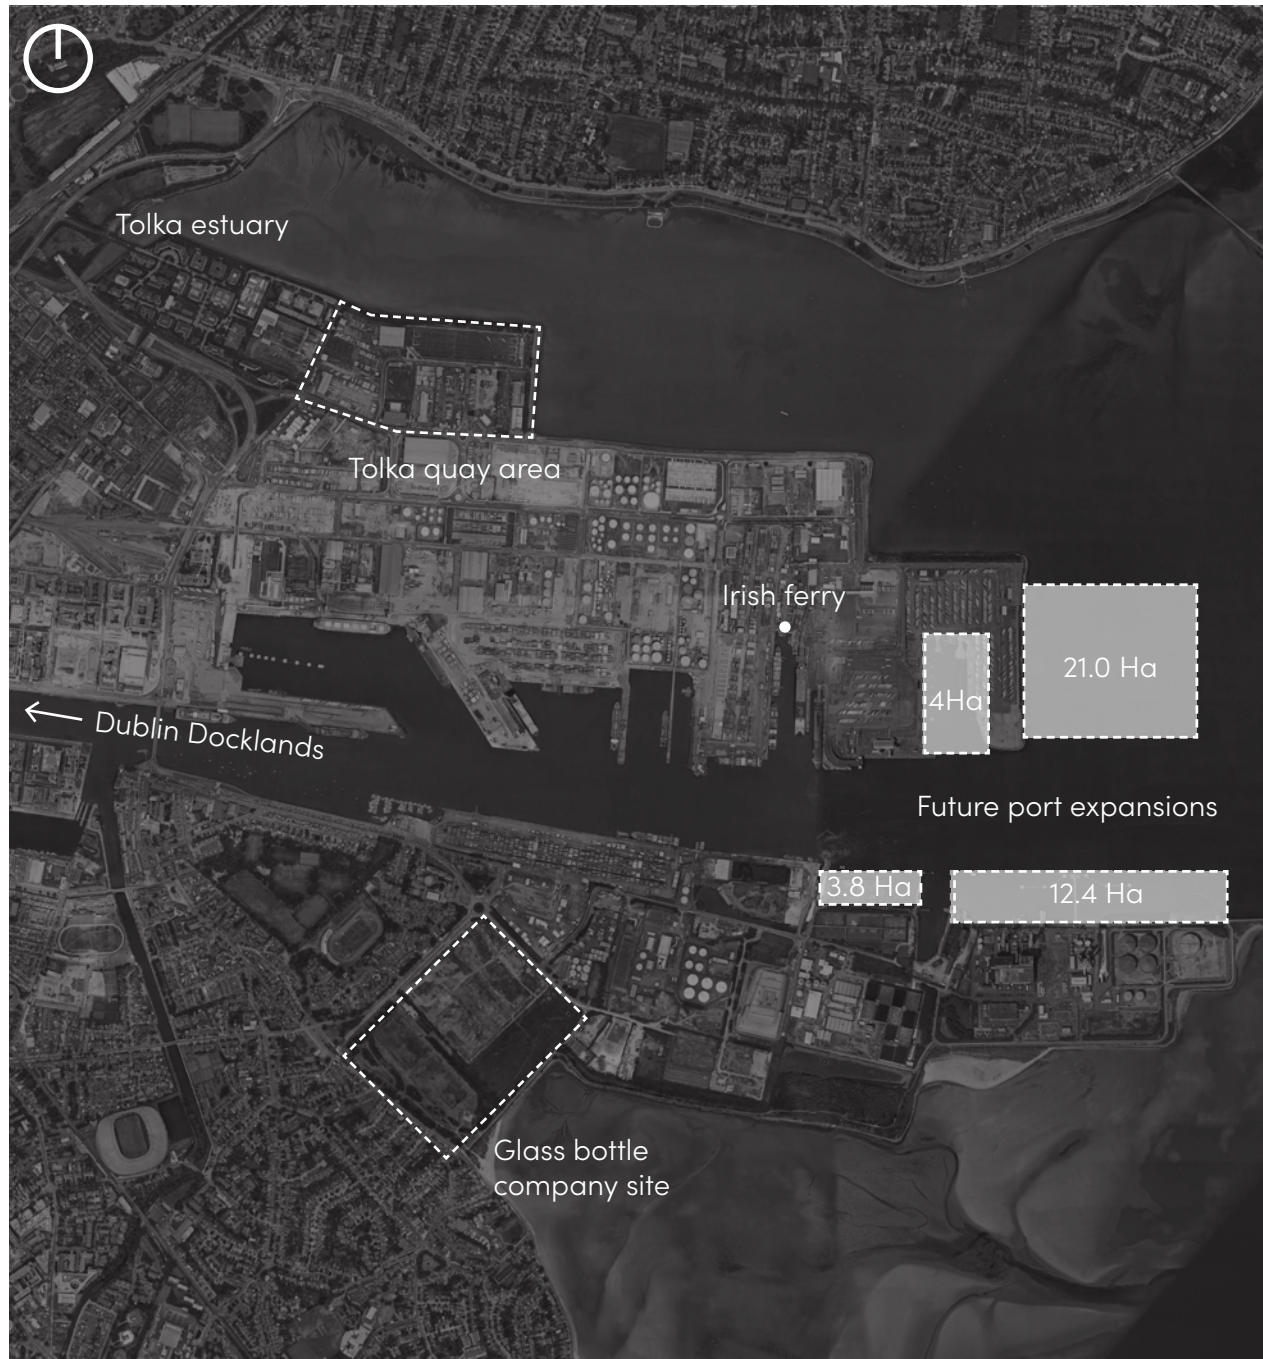 Tolka estuary
Tolka quay area
Irish ferry
21.0 Ha
4Ha
Dublin Docklands
Future port expansions
3.8 Ha
12.4 Ha
Glass bottle
company site